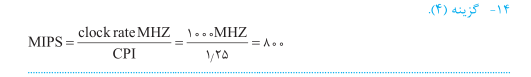 ۱۴- گزینه (۴).
MIPS = clock rate MHZ / CPI = ۱۰۰۰MHZ / ۱/۲۵ = ۸۰۰